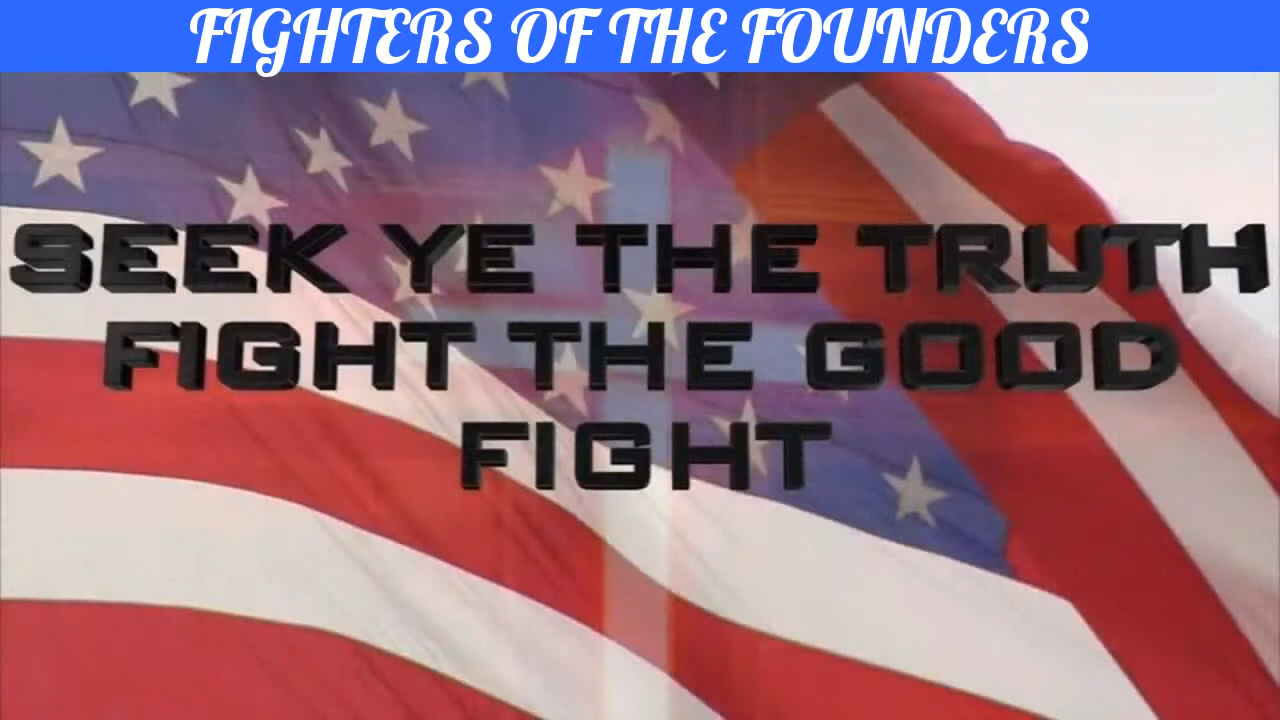 FIGHTERS OF THE FOUNDERS
SEEK YE THE TRUTH
FIGHT THE GOOD
FIGHT